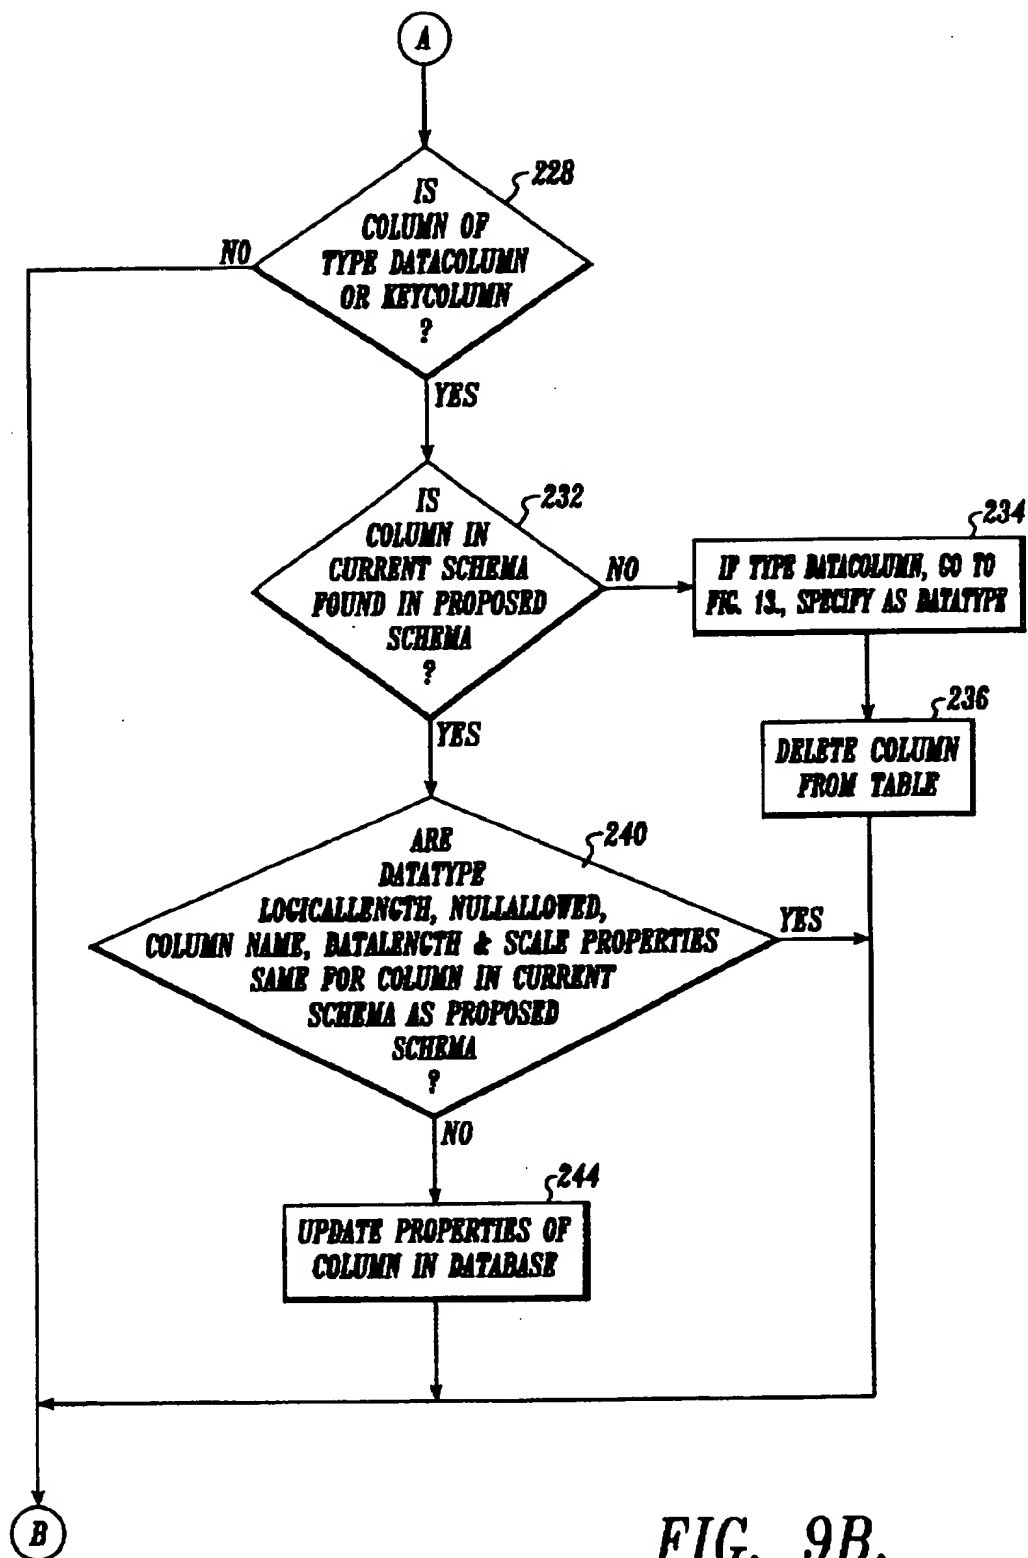 A
228
IS
COLUMN OF
TYPE DATACOLUMN
OR KEYCOLUMN
?
NO
YES
232
IS
COLUMN IN
CURRENT SCHEMA
FOUND IN PROPOSED
SCHEMA
?
NO
234
IF TYPE DATACOLUMN, GO TO
FIG. 13., SPECIFY AS DATATYPE
YES
236
DELETE COLUMN
FROM TABLE
240
ARE
DATATYPE
LOGICALLENGTH, NULLALLOWED,
COLUMN NAME, DATALENGTH & SCALE PROPERTIES
SAME FOR COLUMN IN CURRENT
SCHEMA AS PROPOSED
SCHEMA
?
YES
NO
244
UPDATE PROPERTIES OF
COLUMN IN DATABASE
B
FIG. 9B.